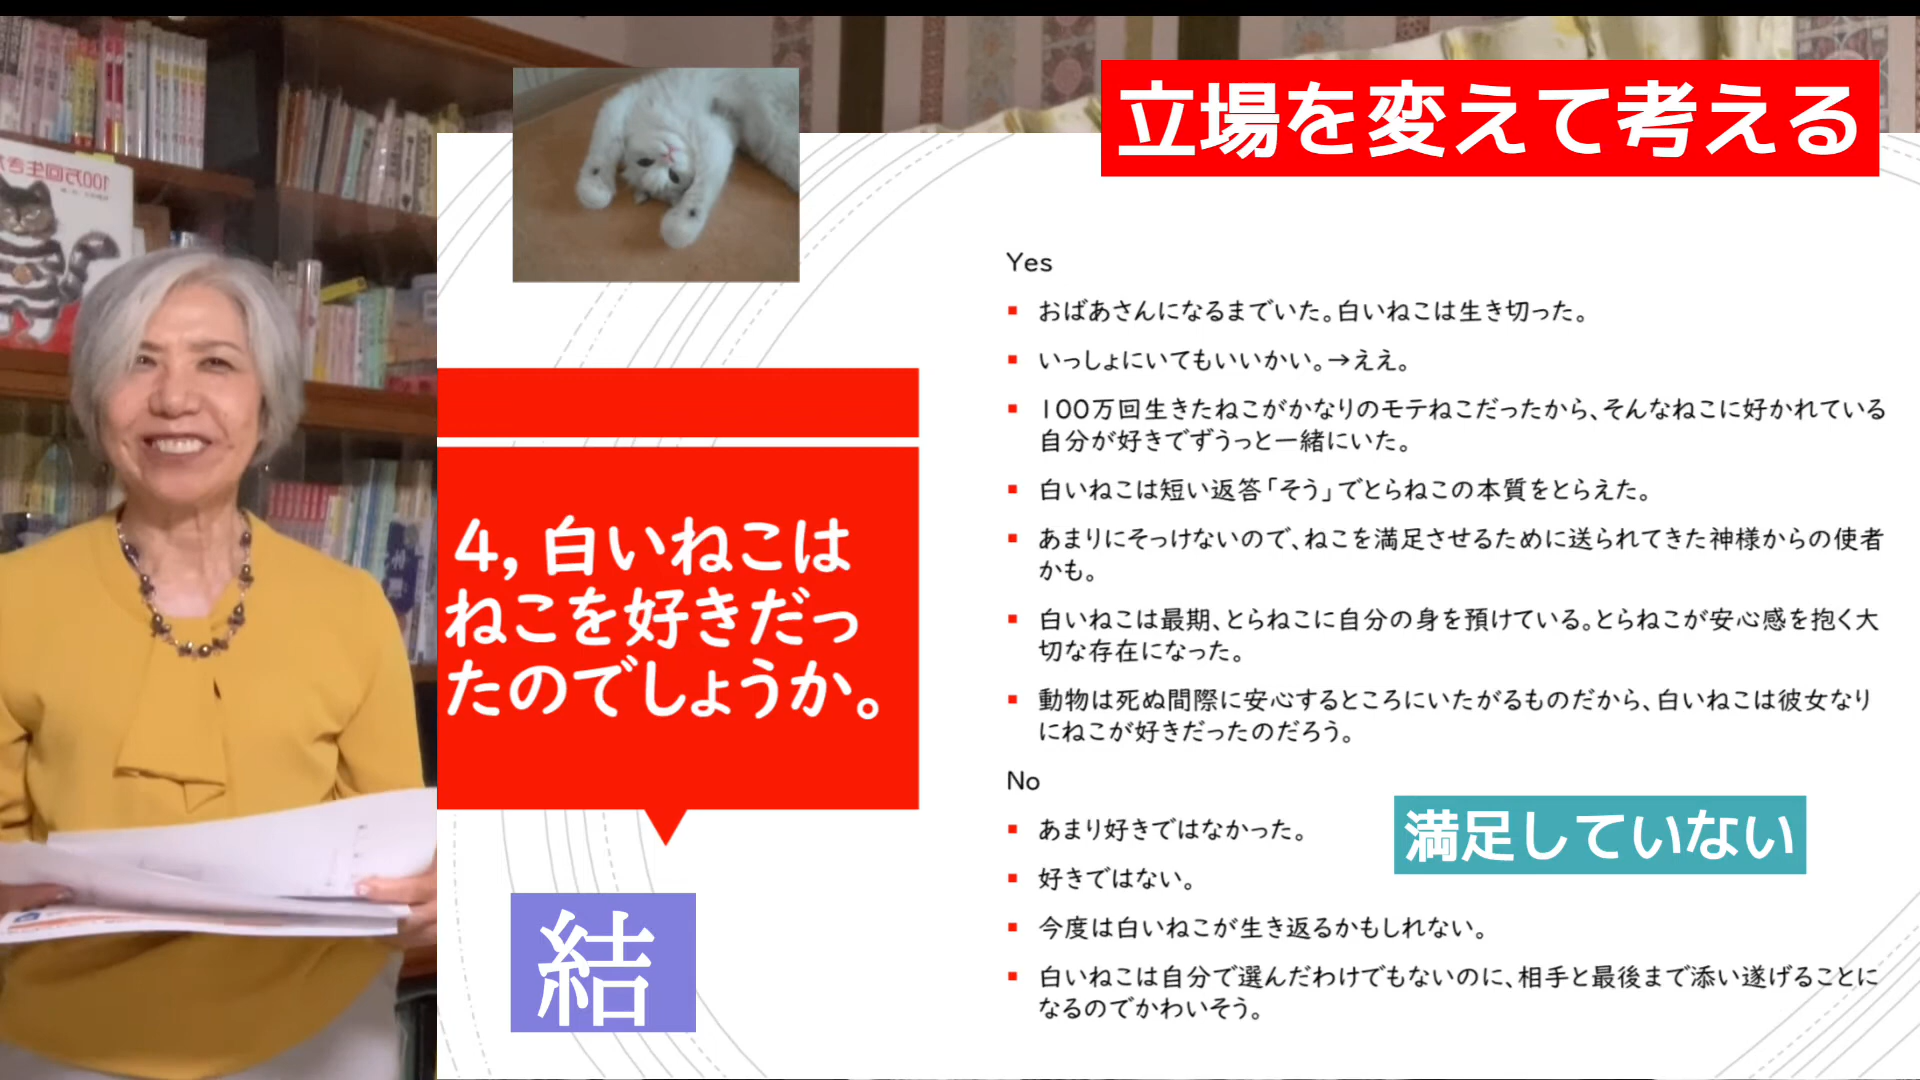 立場を変えて考える
100万回生きた
4，白いねこは
ねこを好きだっ
たのでしょうか。
結
Yes
▪ おばあさんになるまでいた。白いねこは生き切った。
▪ いっしょにいてもいいかい。→ええ。
▪ 100万回生きたねこがかなりのモテねこだったから、そんなねこに好かれている
自分が好きでずうっと一緒にいた。
▪ 白いねこは短い返答「そう」でとらねこの本質をとらえた。
▪ あまりにそっけないので、ねこを満足させるために送られてきた神様からの使者
かも。
▪ 白いねこは最期、とらねこに自分の身を預けている。とらねこが安心感を抱く大
切な存在になった。
▪ 動物は死ぬ間際に安心するところにいたがるものだから、白いねこは彼女なり
にねこが好きだったのだろう。
No
▪ あまり好きではなかった。
満足していない
▪ 好きではない。
▪ 今度は白いねこが生き返るかもしれない。
▪ 白いねこは自分で選んだわけでもないのに、相手と最後まで添い遂げることに
なるのでかわいそう。